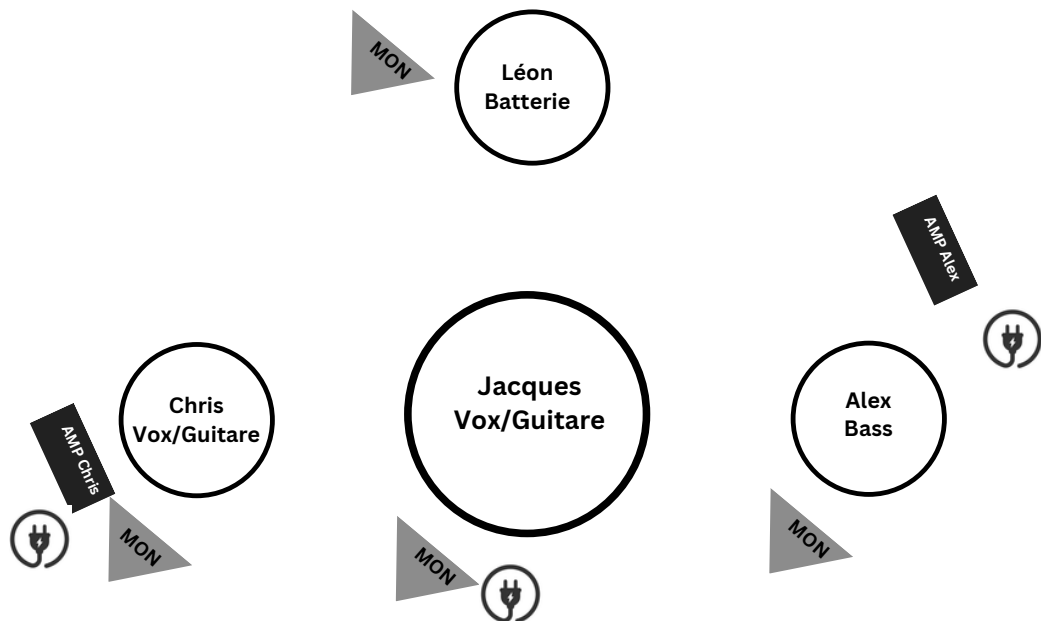 MON
Léon
Batterie
AMP Alex
Chris
Vox/Guitare
Jacques
Vox/Guitare
Alex
Bass
AMP Chris
MON
MON
MON